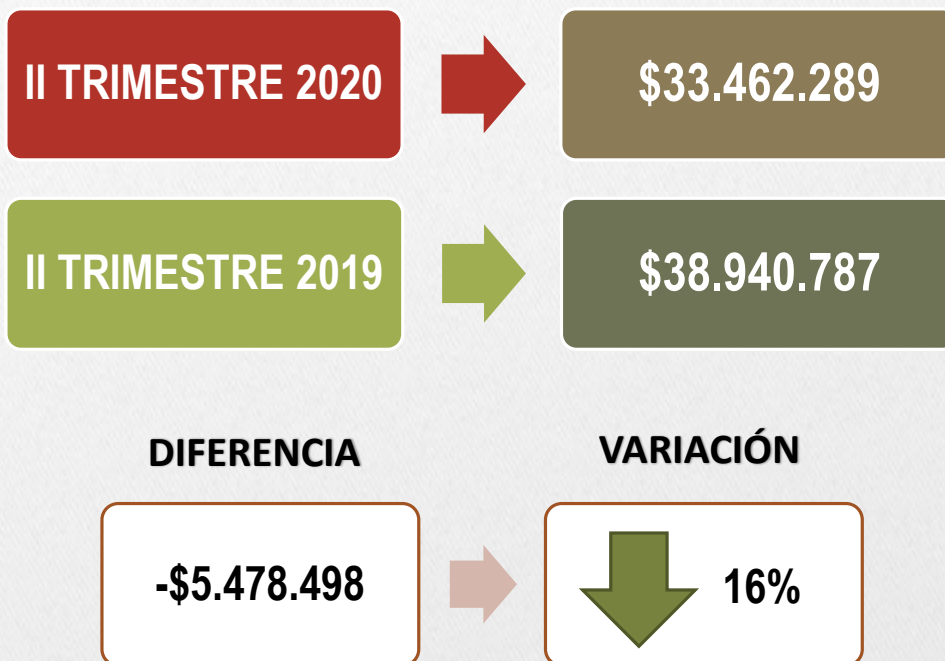 II TRIMESTRE 2020
$33.462.289
II TRIMESTRE 2019
$38.940.787
DIFERENCIA
VARIACIÓN
-$5.478.498
16%